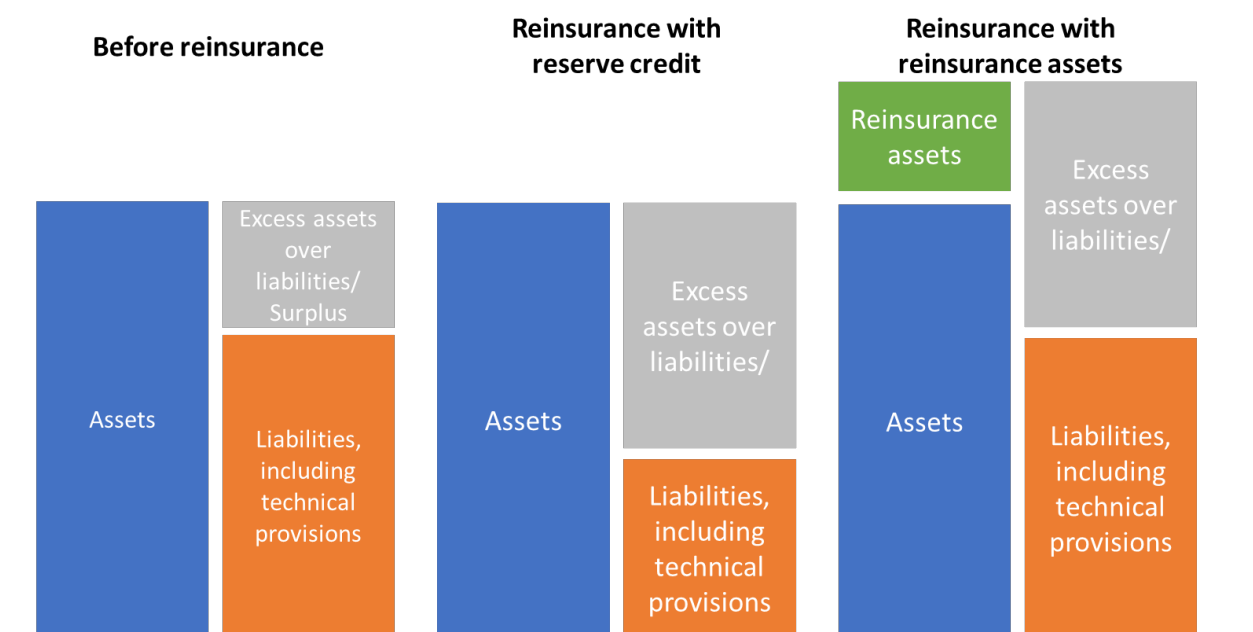 Before reinsurance
Reinsurance with
reserve credit
Reinsurance with
reinsurance assets
Assets
Excess assets
over
liabilities/
Surplus
Liabilities,
including
technical
provisions
Assets
Excess
assets over
liabilities/
Liabilities,
including
technical
provisions
Reinsurance
assets
Assets
Excess
assets over
liabilities/
Liabilities,
including
technical
provisions